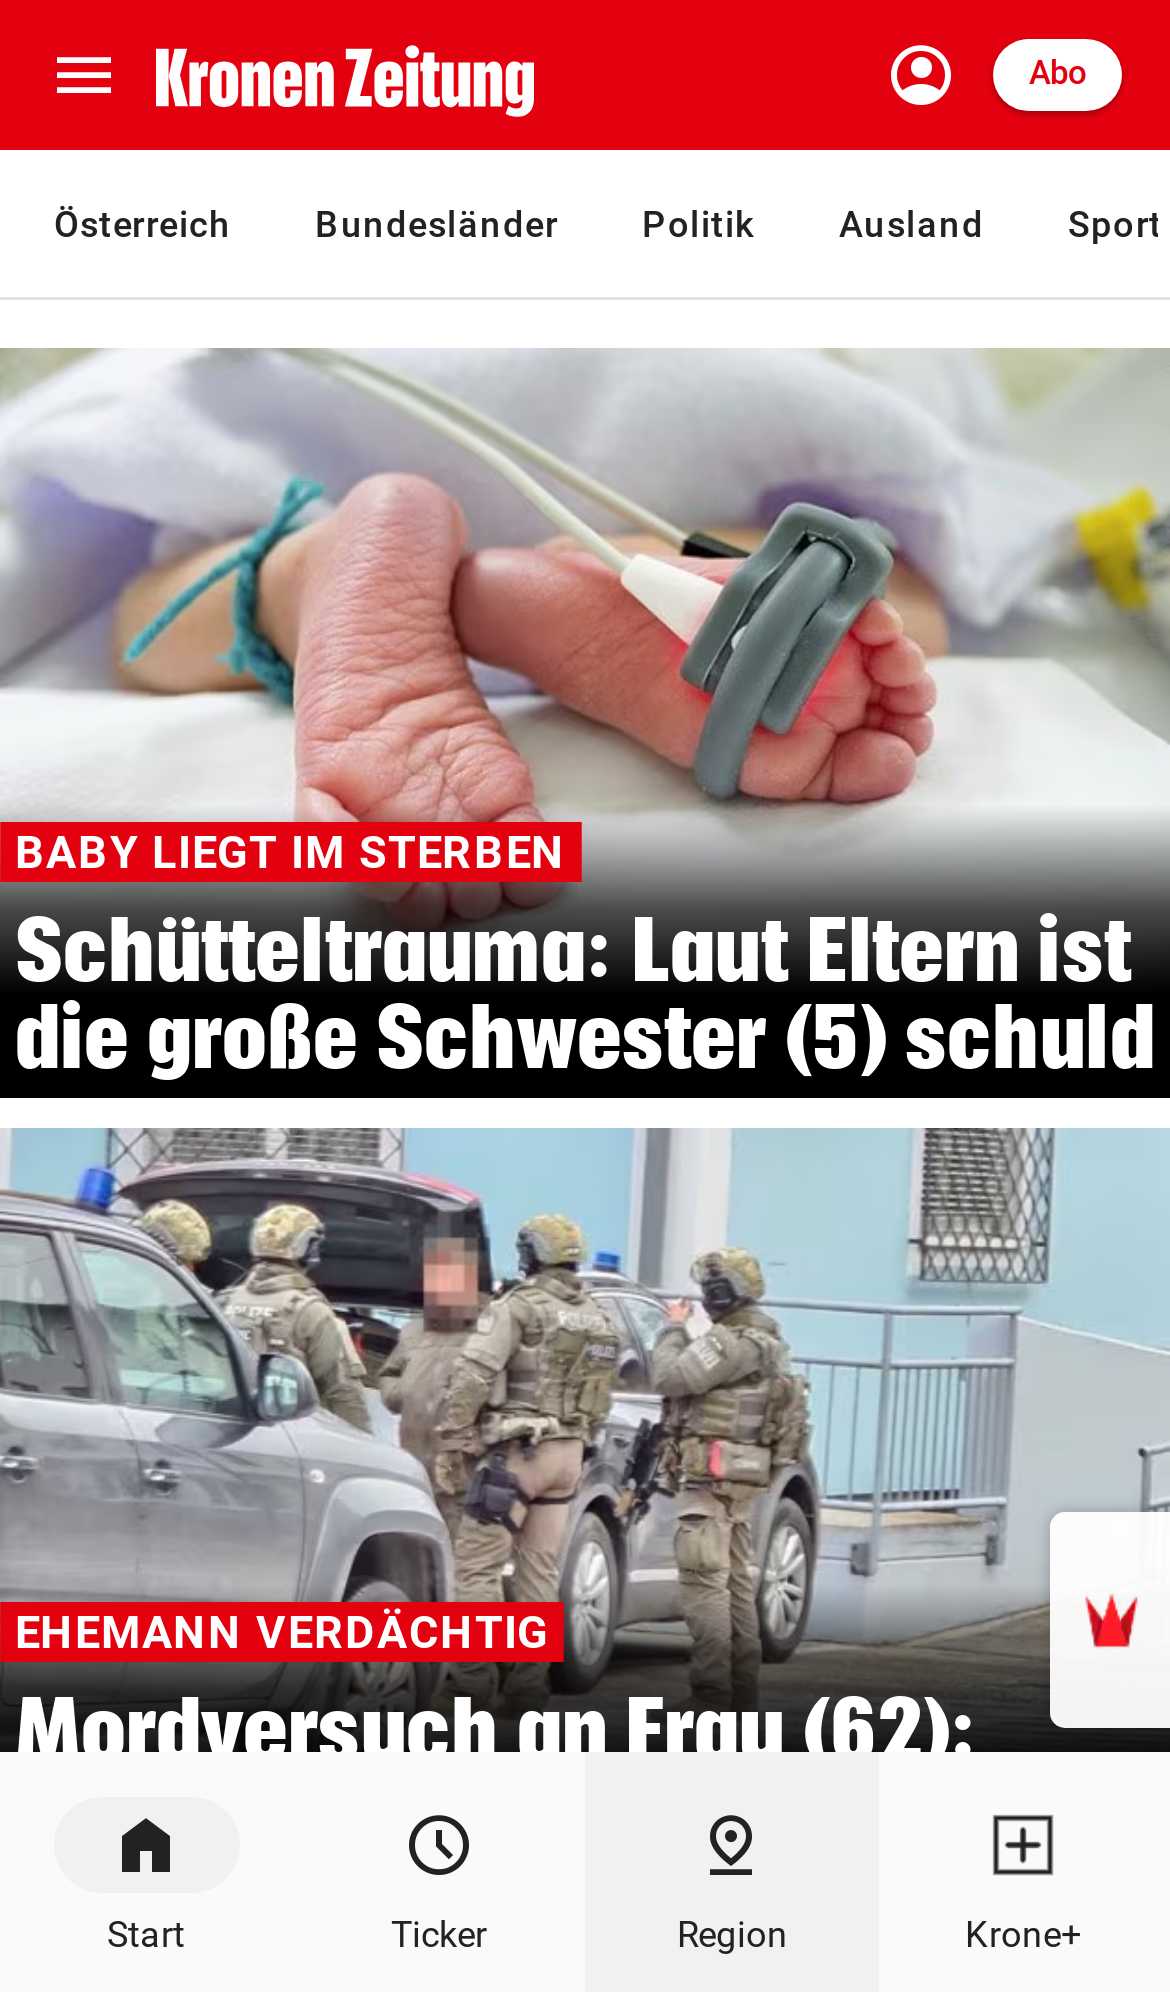 Kronen Zeitung
Abo
Österreich Bundesländer Politik Ausland Sport
BABY LIEGT IM STERBEN
Schütteltrauma: Laut Eltern ist
die große Schwester (5) schuld
POLIZEI
EHEMANN VERDÄCHTIG
Mordversuch an Frau (62):
Start Ticker Region Krone+